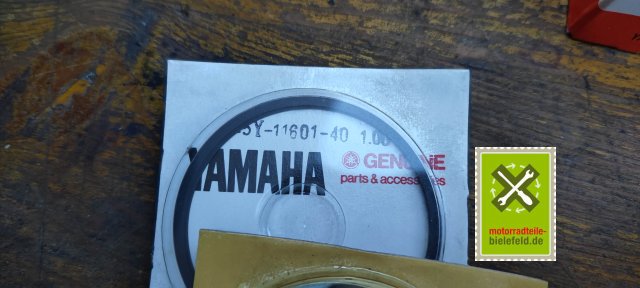 5Y-11601-40 1.00
YAMAHA
GENUINE
parts & accessories
motorradteile-
bielefeld.de